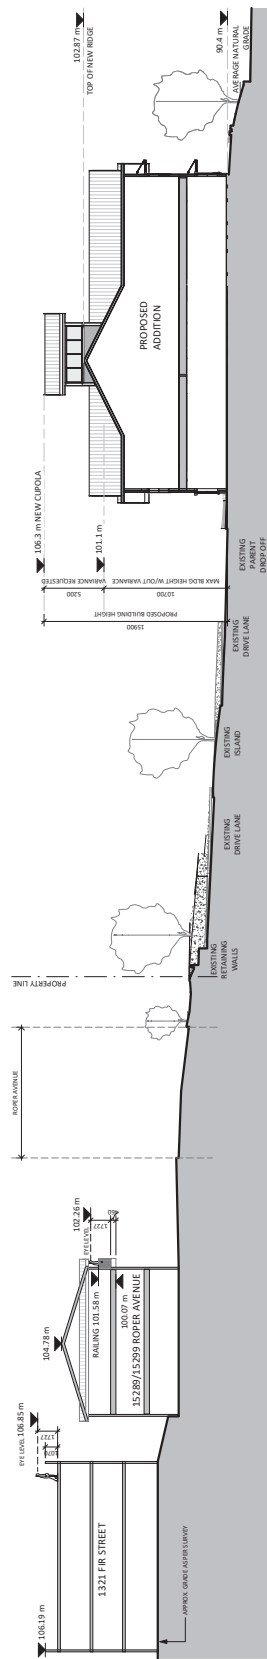 106.19 m
1321 FIR STREET
EYE LEVEL 106.85 m
1727
1070
APPROX. GRADE AS PER SURVEY
104.78 m
EYE LEVEL
102.26 m
1727
RAILING 101.58 m
100.07 m
15289/15299 ROPER AVENUE
ROPER AVENUE
PROPERTY LINE
EXISTING
RETAINING
WALLS
EXISTING
DRIVE LANE
EXISTING
ISLAND
EXISTING
DRIVE LANE
EXISTING
PARENT
DROP OFF
15900
PROPOSED BUILDING HEIGHT
5200
VARIANCE REQUESTED
10700
MAX BLDG HEIGHT W/OUT VARIANCE
106.3 m NEW CUPOLA
101.1 m
PROPOSED
ADDITION
102.87 m
TOP OF NEW RIDGE
90.4 m
AVERAGE NATURAL
GRADE